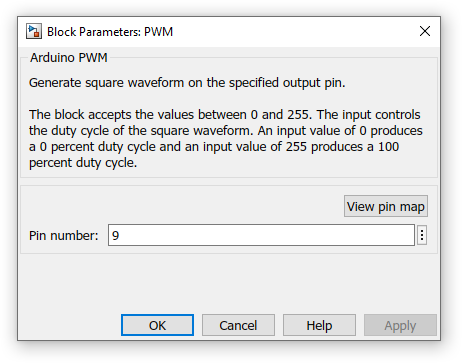 Block Parameters: PWM
Arduino PWM
Generate square waveform on the specified output pin.
The block accepts the values between 0 and 255. The input controls
the duty cycle of the square waveform. An input value of 0 produces
a 0 percent duty cycle and an input value of 255 produces a 100
percent duty cycle.
View pin map
Pin number: 9
OK Cancel Help Apply